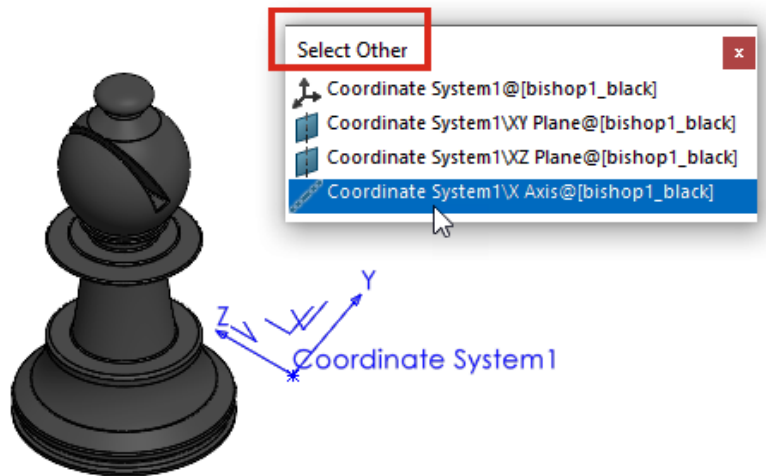 Select Other
x
Coordinate System1@[bishop1_black]
Coordinate System1\XY Plane@[bishop1_black]
Coordinate System1\XZ Plane@[bishop1_black]
Coordinate System1\X Axis@[bishop1_black]
Y
Z
Coordinate System1